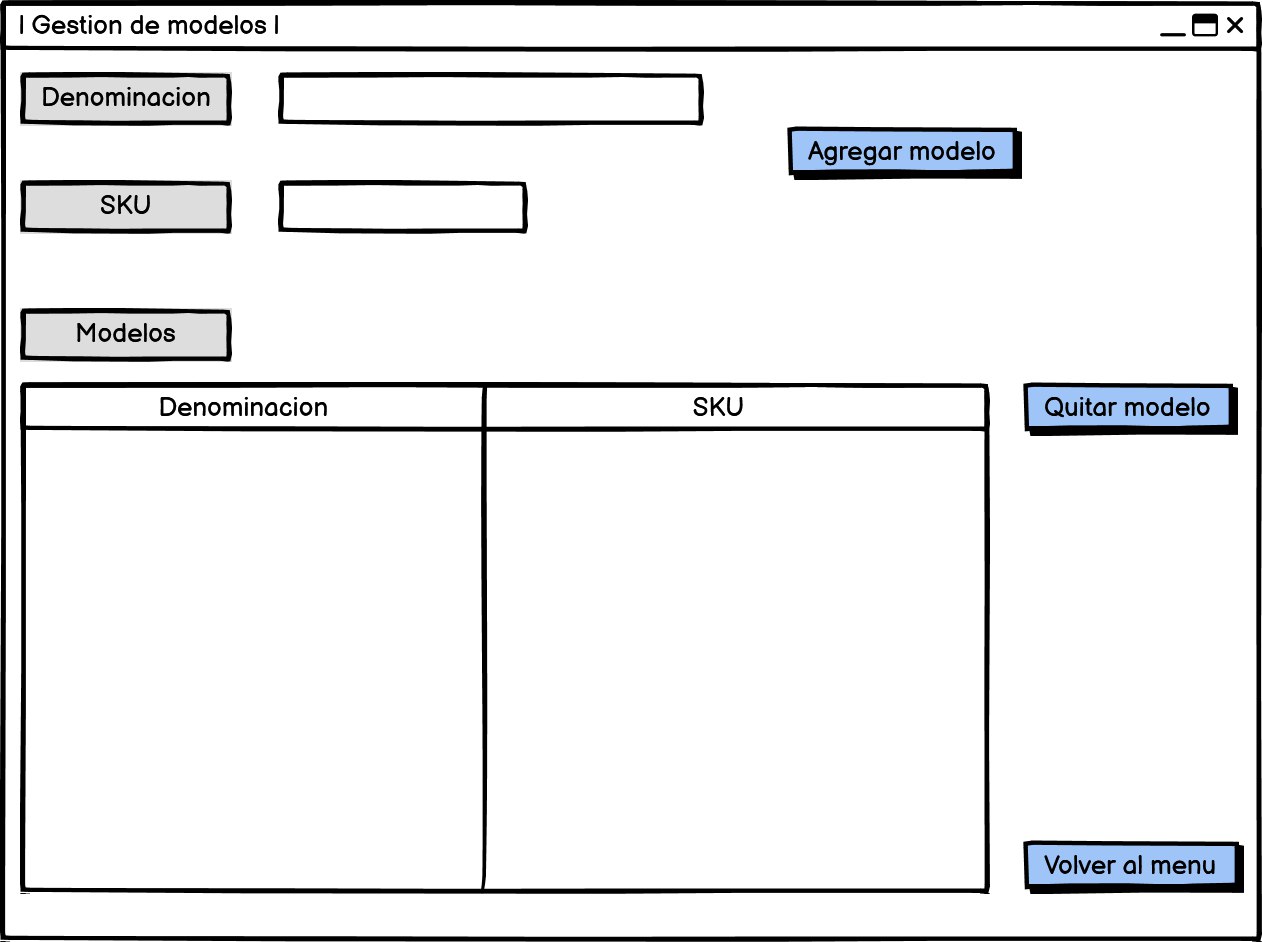 | Gestion de modelos |
Denominacion
Agregar modelo
SKU
Modelos
Denominacion SKU
Quitar modelo
Volver al menu